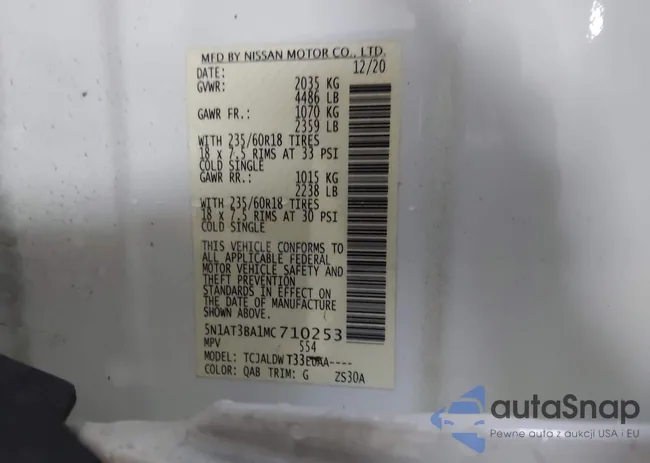 MFD BY NISSAN MOTOR CO., LTD.
DATE: 12/20
GVWR: 2035 KG
4486 LB
GAWR FR.: 1070 KG
2359 LB
WITH 235/60R18 TIRES
18 x 7.5 RIMS AT 33 PSI
COLD SINGLE
GAWR RR.: 1015 KG
2238 LB
WITH 235/60R18 TIRES
18 x 7.5 RIMS AT 30 PSI
COLD SINGLE
THIS VEHICLE CONFORMS TO
ALL APPLICABLE FEDERAL
MOTOR VEHICLE SAFETY AND
THEFT PREVENTION
STANDARDS IN EFFECT ON
THE DATE OF MANUFACTURE
SHOWN ABOVE.
5N1AT3BA1MC710253
MPV 554
MODEL: TCJALDWT33EUAA----
COLOR: QAB TRIM: G ZS30A
autaSnap
Pewne auta z aukcji USA i EU